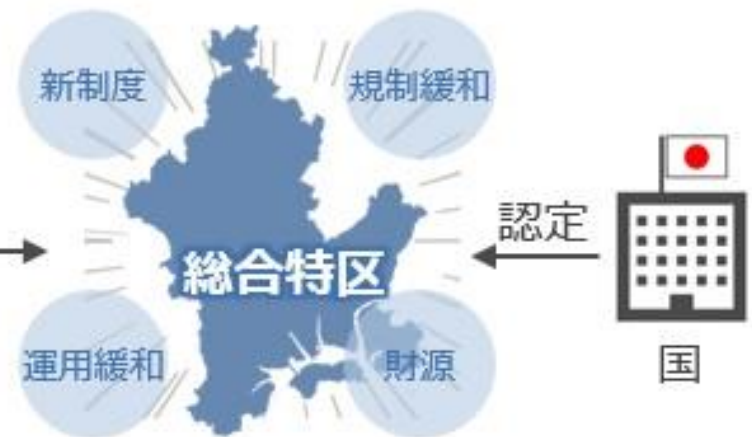 新制度
規制緩和
認定
総合特区
運用緩和
財源
国